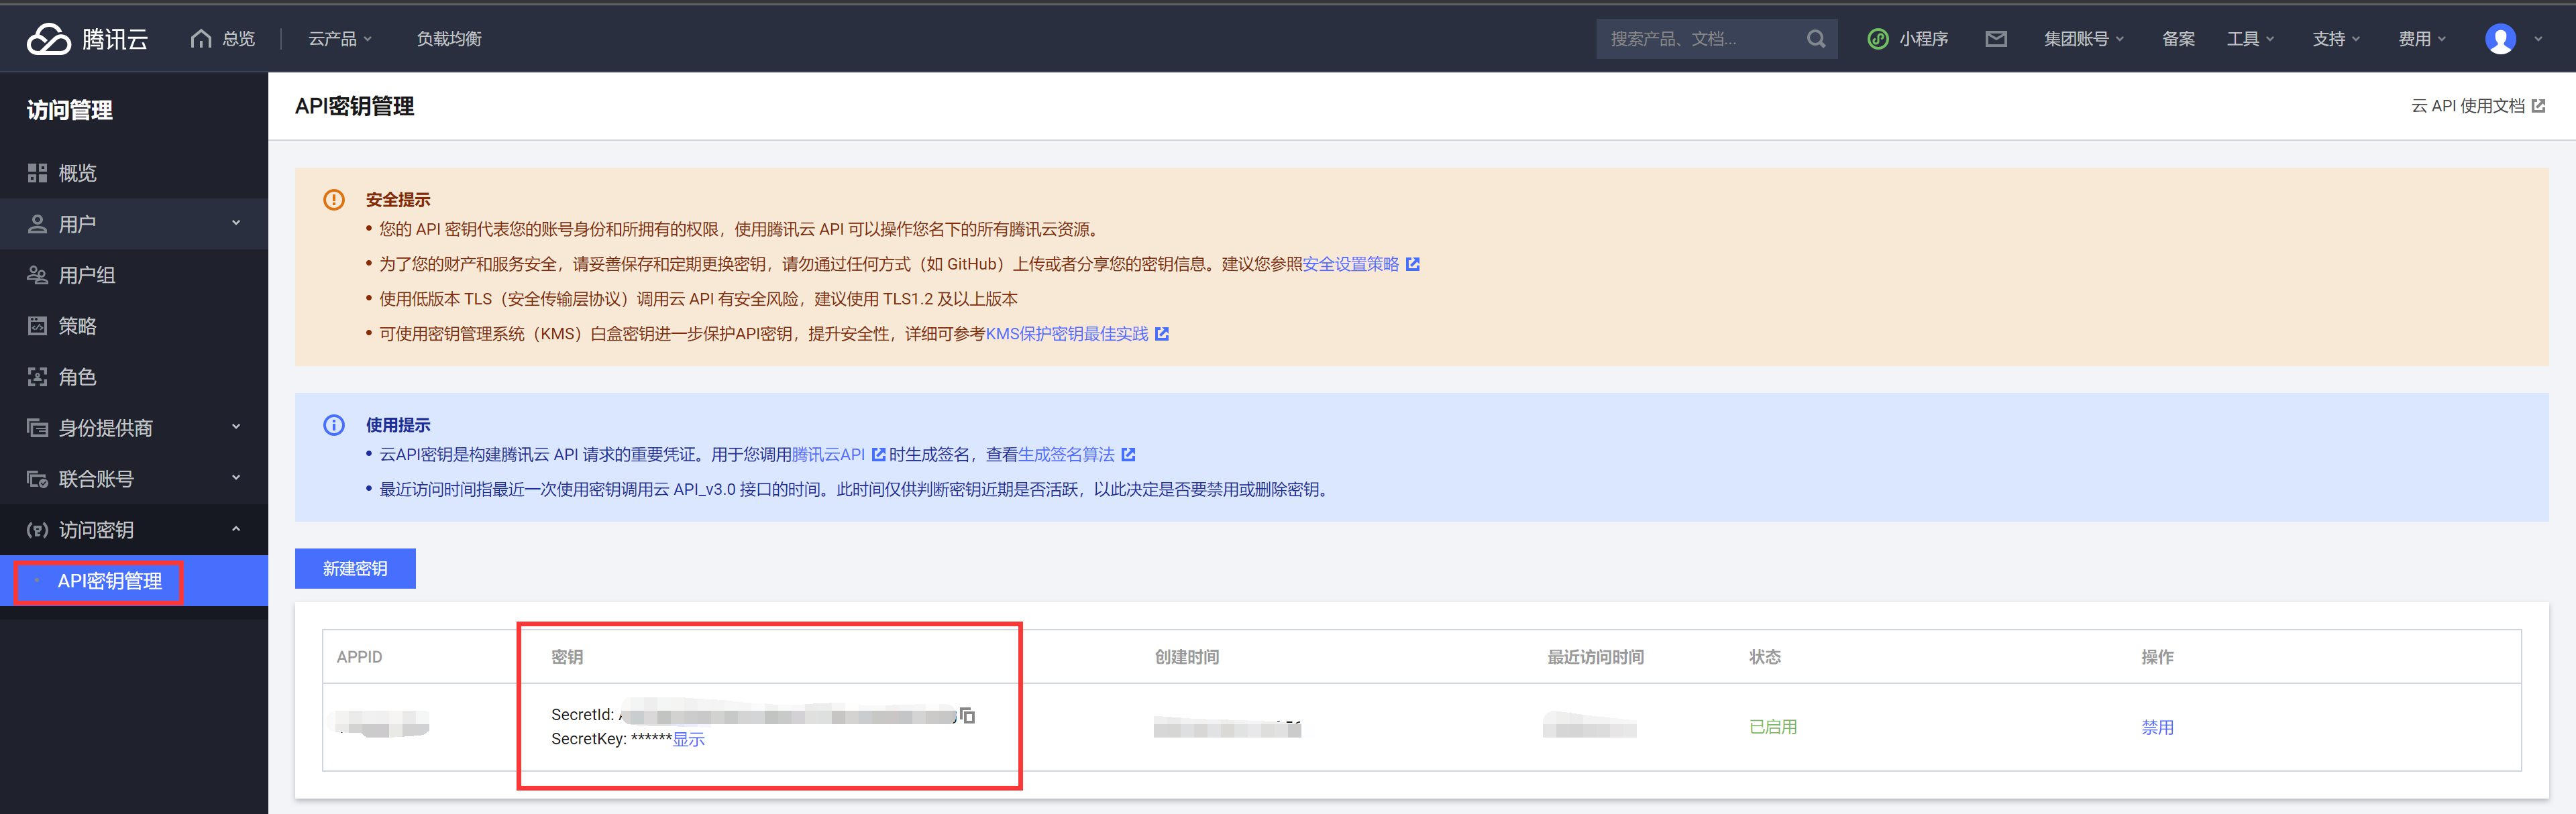 腾讯云 总览 云产品 负载均衡 搜索产品、文档... 小程序 集团账号 备案 工具 支持 费用
访问管理
概览
用户
用户组
策略
角色
身份提供商
联合账号
访问密钥
API密钥管理
API密钥管理 云 API 使用文档
安全提示
您的 API 密钥代表您的账号身份和所拥有的权限，使用腾讯云 API 可以操作您名下的所有腾讯云资源。
为了您的财产和服务安全，请妥善保存和定期更换密钥，请勿通过任何方式（如 GitHub）上传或者分享您的密钥信息。建议您参照安全设置策略
使用低版本 TLS（安全传输层协议）调用云 API 有安全风险，建议使用 TLS1.2 及以上版本
可使用密钥管理系统（KMS）白盒密钥进一步保护API密钥，提升安全性，详细可参考KMS保护密钥最佳实践
使用提示
云API密钥是构建腾讯云 API 请求的重要凭证。用于您调用腾讯云API 时生成签名，查看生成签名算法
最近访问时间指最近一次使用密钥调用云 API_v3.0 接口的时间。此时间仅供判断密钥近期是否活跃，以此决定是否要禁用或删除密钥。
新建密钥
APPID 密钥 创建时间 最近访问时间 状态 操作
SecretId:
SecretKey: ******显示
已启用 禁用